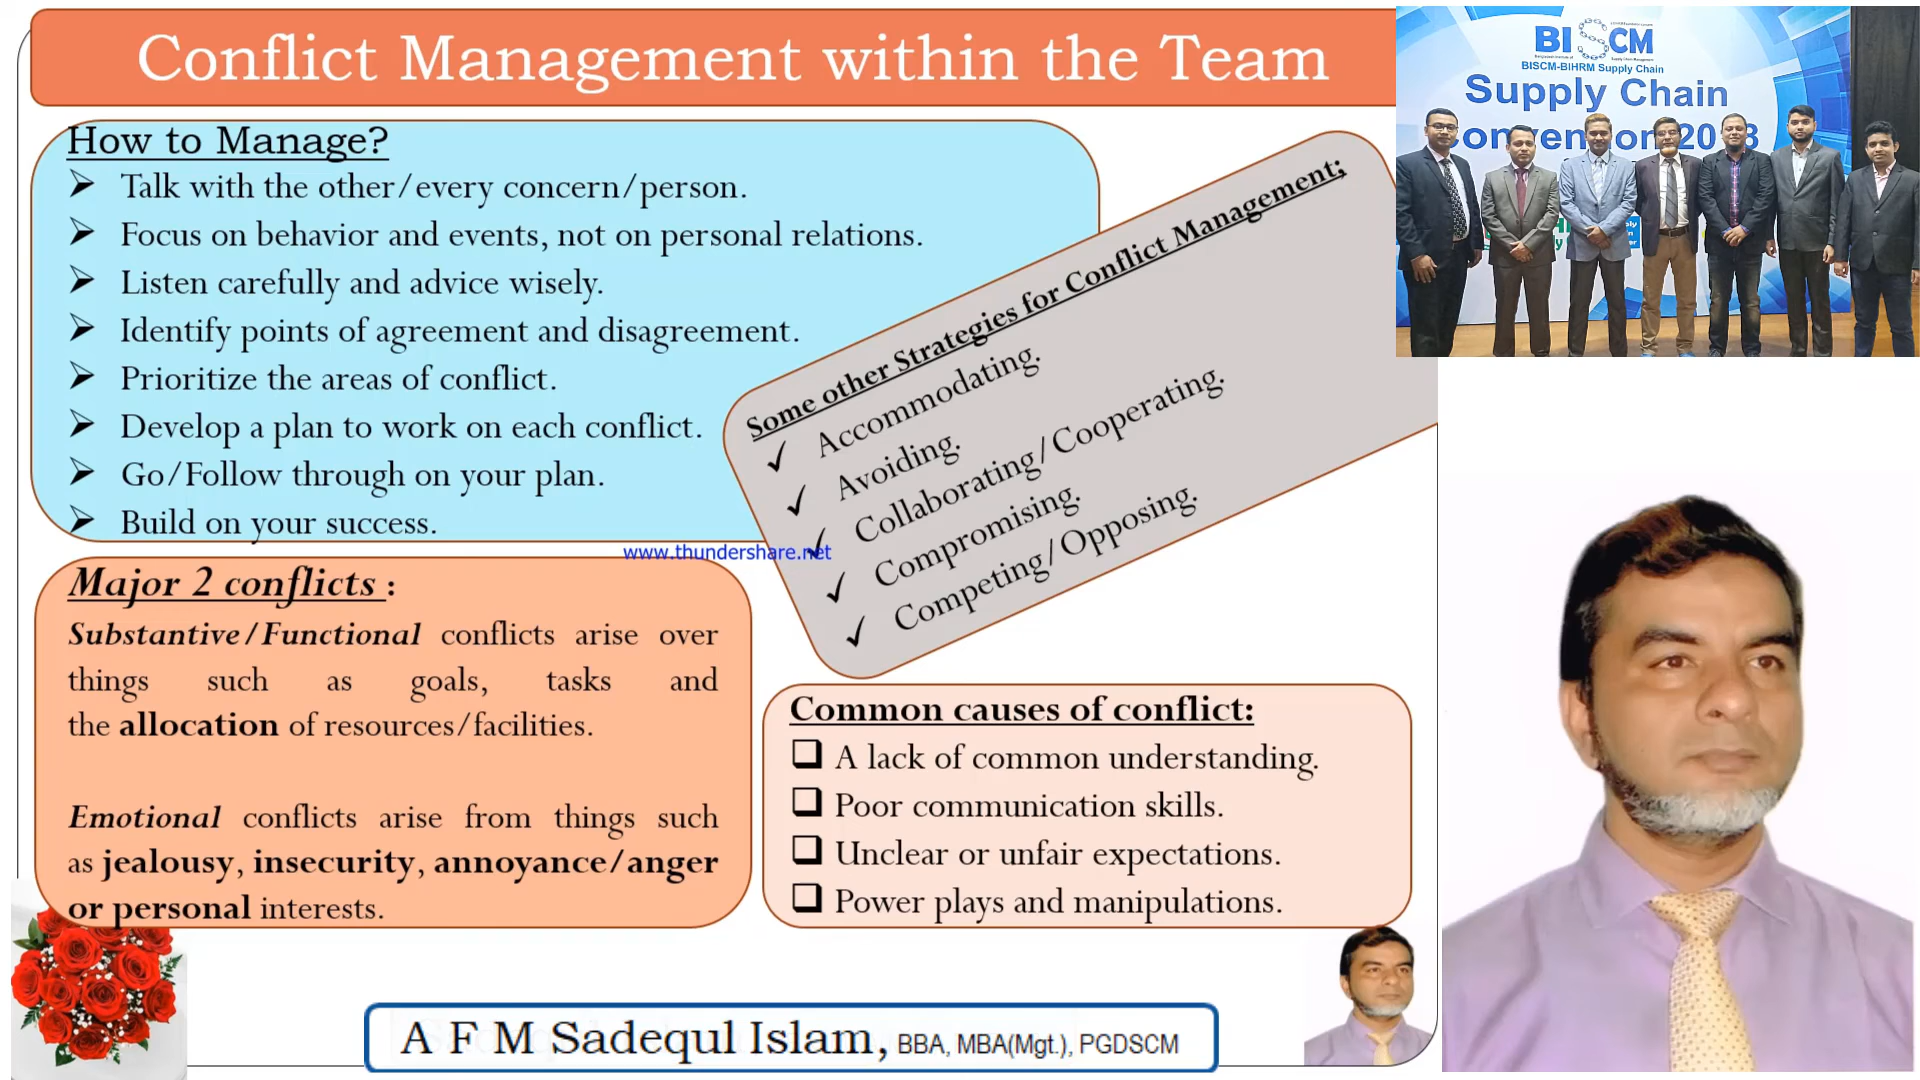 Conflict Management within the Team
How to Manage?
Talk with the other/every concern/person.
Focus on behavior and events, not on personal relations.
Listen carefully and advice wisely.
Identify points of agreement and disagreement.
Prioritize the areas of conflict.
Develop a plan to work on each conflict.
Go/Follow through on your plan.
Build on your success.
Some other Strategies for Conflict Management;
Accommodating.
Avoiding.
Collaborating/Cooperating.
Compromising.
Competing/Opposing.
www.thundershare.net
Major 2 conflicts :
Substantive/Functional conflicts arise over
things such as goals, tasks and
the allocation of resources/facilities.
Emotional conflicts arise from things such
as jealousy, insecurity, annoyance/anger
or personal interests.
Common causes of conflict:
A lack of common understanding.
Poor communication skills.
Unclear or unfair expectations.
Power plays and manipulations.
A F M Sadequl Islam, BBA, MBA(Mgt.), PGDSCM
BISCM
BISCM-BIHRM Supply Chain
Supply Chain
Convention 2018